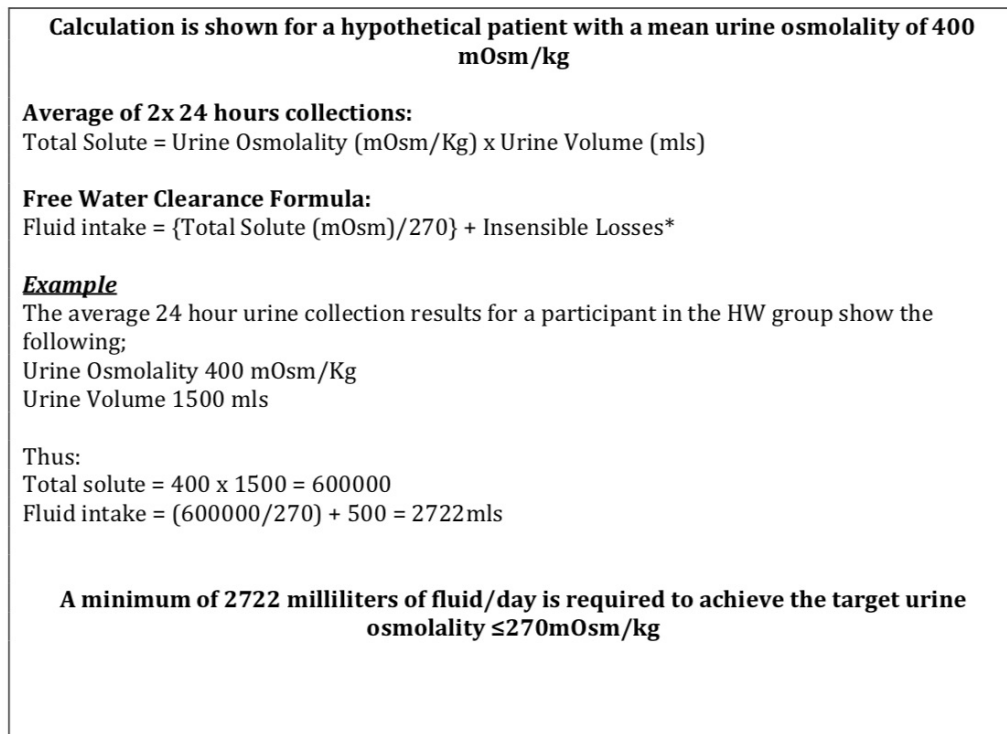 Calculation is shown for a hypothetical patient with a mean urine osmolality of 400
mOsm/kg
Average of 2x 24 hours collections:
Total Solute = Urine Osmolality (mOsm/Kg) x Urine Volume (mls)
Free Water Clearance Formula:
Fluid intake = {Total Solute (mOsm)/270} + Insensible Losses*
Example
The average 24 hour urine collection results for a participant in the HW group show the
following;
Urine Osmolality 400 mOsm/Kg
Urine Volume 1500 mls
Thus:
Total solute = 400 x 1500 = 600000
Fluid intake = (600000/270) + 500 = 2722mls
A minimum of 2722 milliliters of fluid/day is required to achieve the target urine
osmolality ≤270mOsm/kg